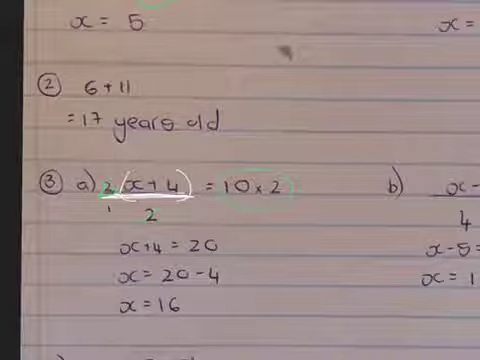 x = 5
x =
② 6 + 11
= 17 years old
③ a) 2/1 (x + 4)/2 = 10 × 2
b) x -
4
x + 4 = 20
x - 5 =
x = 20 - 4
x = 1
x = 16